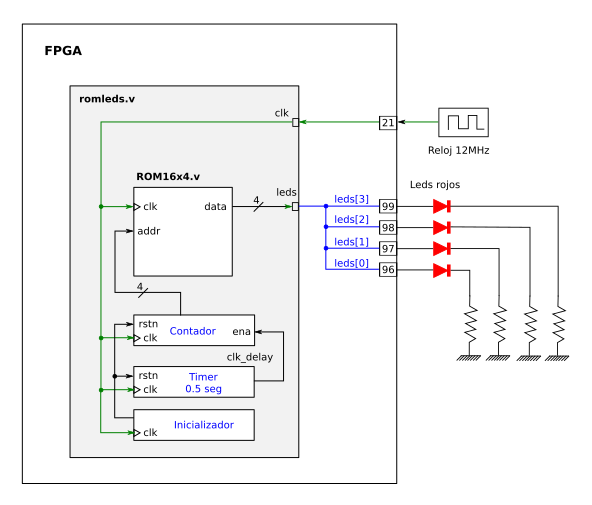 FPGA
romleds.v
clk
21
Reloj 12MHz
ROM16x4.v
leds
Leds rojos
clk
data
4
addr
leds[3]
99
leds[2]
98
leds[1]
97
leds[0]
96
4
rstn
Contador
ena
clk
clk_delay
rstn
Timer
0.5 seg
clk
Inicializador
clk